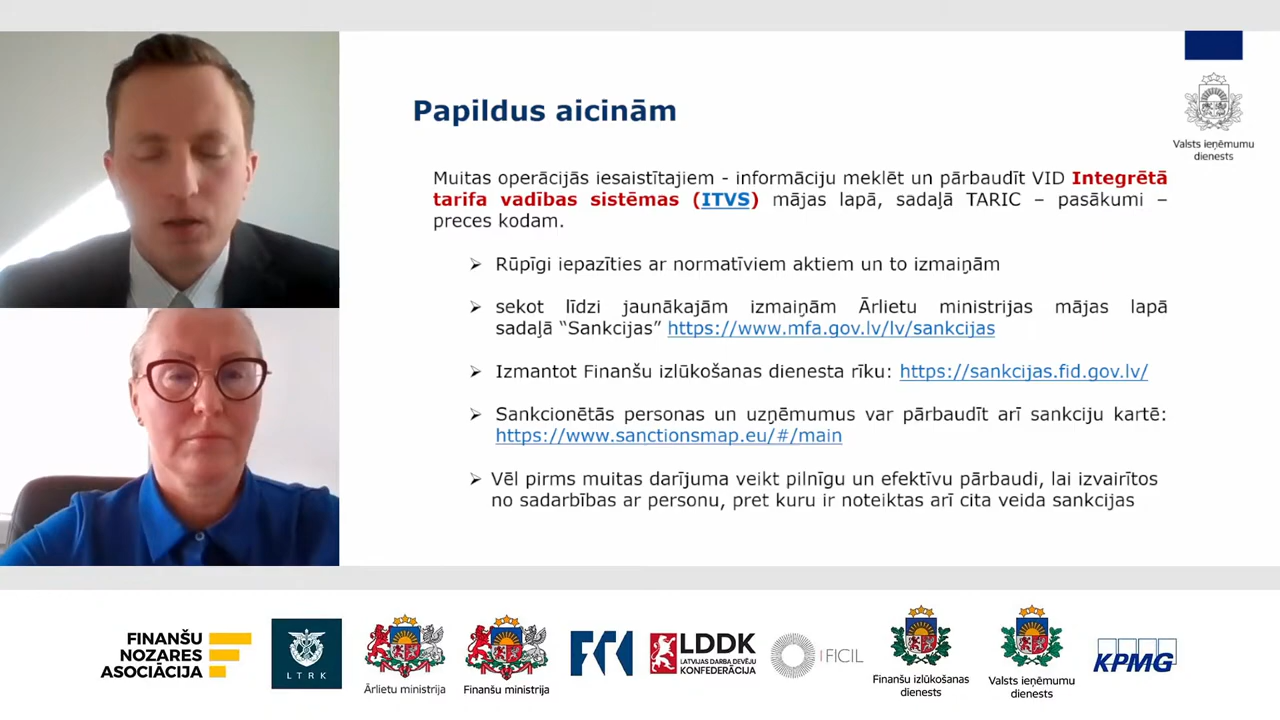 Papildus aicinām
Valsts ieņēmumu
dienests
Muitas operācijās iesaistītajiem - informāciju meklēt un pārbaudīt VID Integrētā
tarifa vadības sistēmas (ITVS) mājas lapā, sadaļā TARIC – pasākumi –
preces kodam.
➢ Rūpīgi iepazīties ar normatīviem aktiem un to izmaiņām
➢ sekot līdzi jaunākajām izmaiņām Ārlietu ministrijas mājas lapā
sadaļā “Sankcijas” https://www.mfa.gov.lv/lv/sankcijas
➢ Izmantot Finanšu izlūkošanas dienesta rīku: https://sankcijas.fid.gov.lv/
➢ Sankcionētās personas un uzņēmumus var pārbaudīt arī sankciju kartē:
https://www.sanctionsmap.eu/#/main
➢ Vēl pirms muitas darījuma veikt pilnīgu un efektīvu pārbaudi, lai izvairītos
no sadarbības ar personu, pret kuru ir noteiktas arī cita veida sankcijas
FINANŠU
NOZARES
ASOCIĀCIJA
LTRK
Ārlietu ministrija
Finanšu ministrija
LDDK
LATVIJAS DARBA DEVĒJU
KONFEDERĀCIJA
FICIL
Finanšu izlūkošanas
dienests
Valsts ieņēmumu
dienests
KPMG